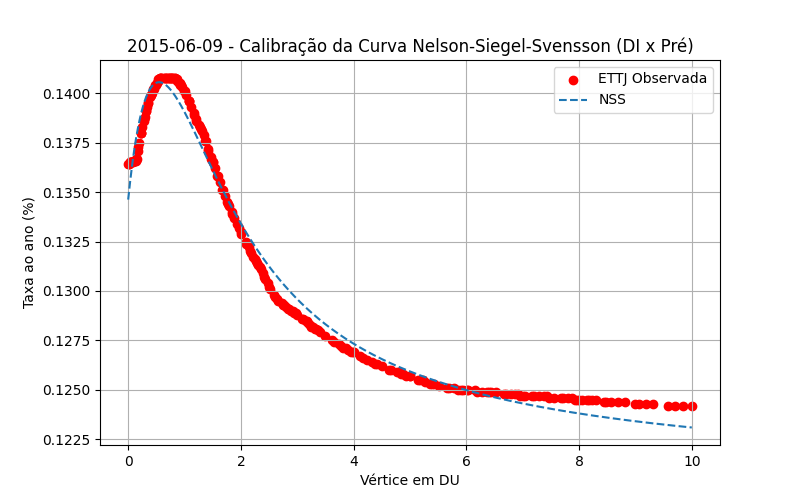 2015-06-09 - Calibração da Curva Nelson-Siegel-Svensson (DI x Pré)
ETTJ Observada
NSS
Taxa ao ano (%)
0.1400
0.1375
0.1350
0.1325
0.1300
0.1275
0.1250
0.1225
0 2 4 6 8 10
Vértice em DU